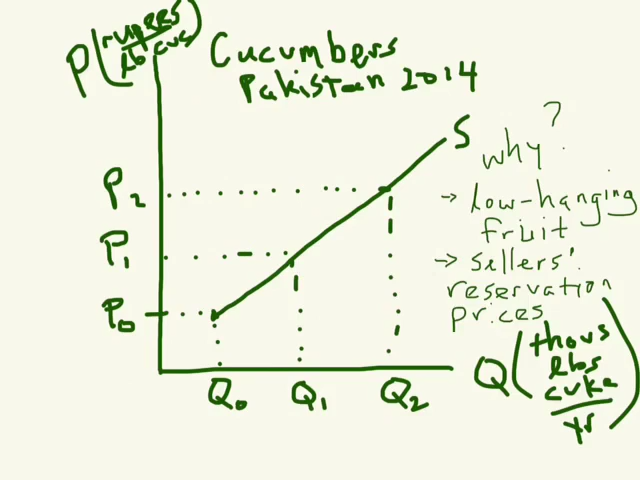 P (rupees
lb cuc)
Cucumbers
Pakistan 2014
S
why?
P2
→ low-hanging
fruit
P1
→ sellers'
reservation
prices
P0
Q0 Q1 Q2
Q (thous
lbs
cuke
yr)